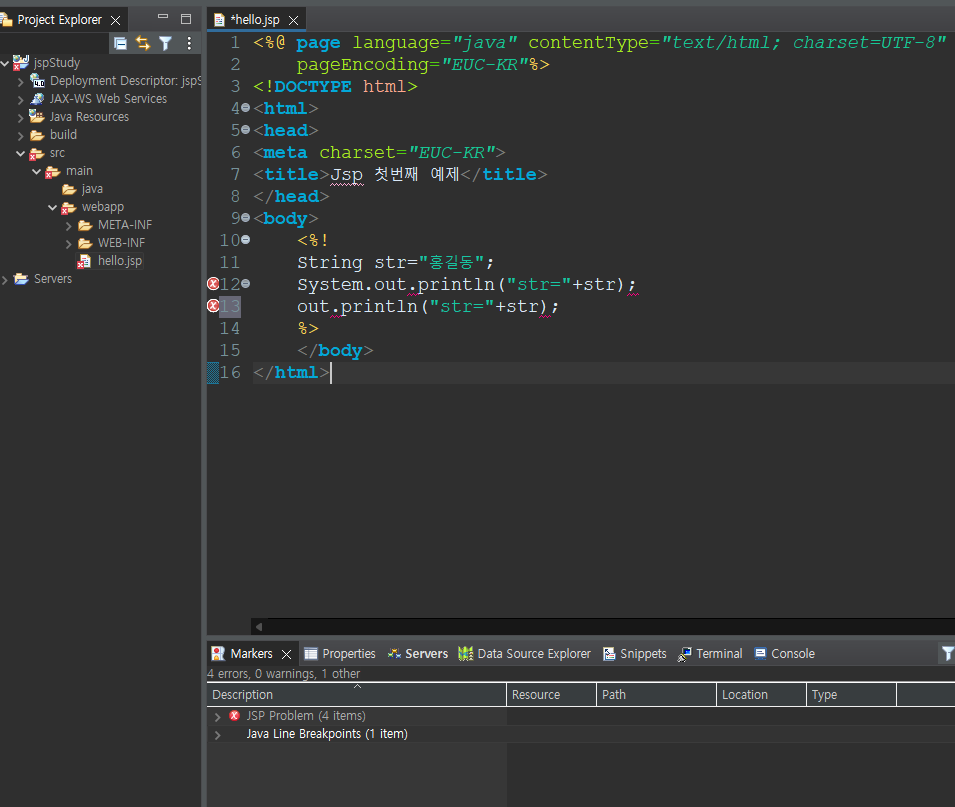 Project Explorer
*hello.jsp
jspStudy
Deployment Descriptor: jspS
JAX-WS Web Services
Java Resources
build
src
main
java
webapp
META-INF
WEB-INF
hello.jsp
Servers
1 <%@ page language="java" contentType="text/html; charset=UTF-8"
2 pageEncoding="EUC-KR"%>
3 <!DOCTYPE html>
4 <html>
5 <head>
6 <meta charset="EUC-KR">
7 <title>Jsp 첫번째 예제</title>
8 </head>
9 <body>
10 <%!
11 String str="홍길동";
12 System.out.println("str="+str);
13 out.println("str="+str);
14 %>
15 </body>
16 </html>
Markers Properties Servers Data Source Explorer Snippets Terminal Console
4 errors, 0 warnings, 1 other
Description Resource Path Location Type
JSP Problem (4 items)
Java Line Breakpoints (1 item)